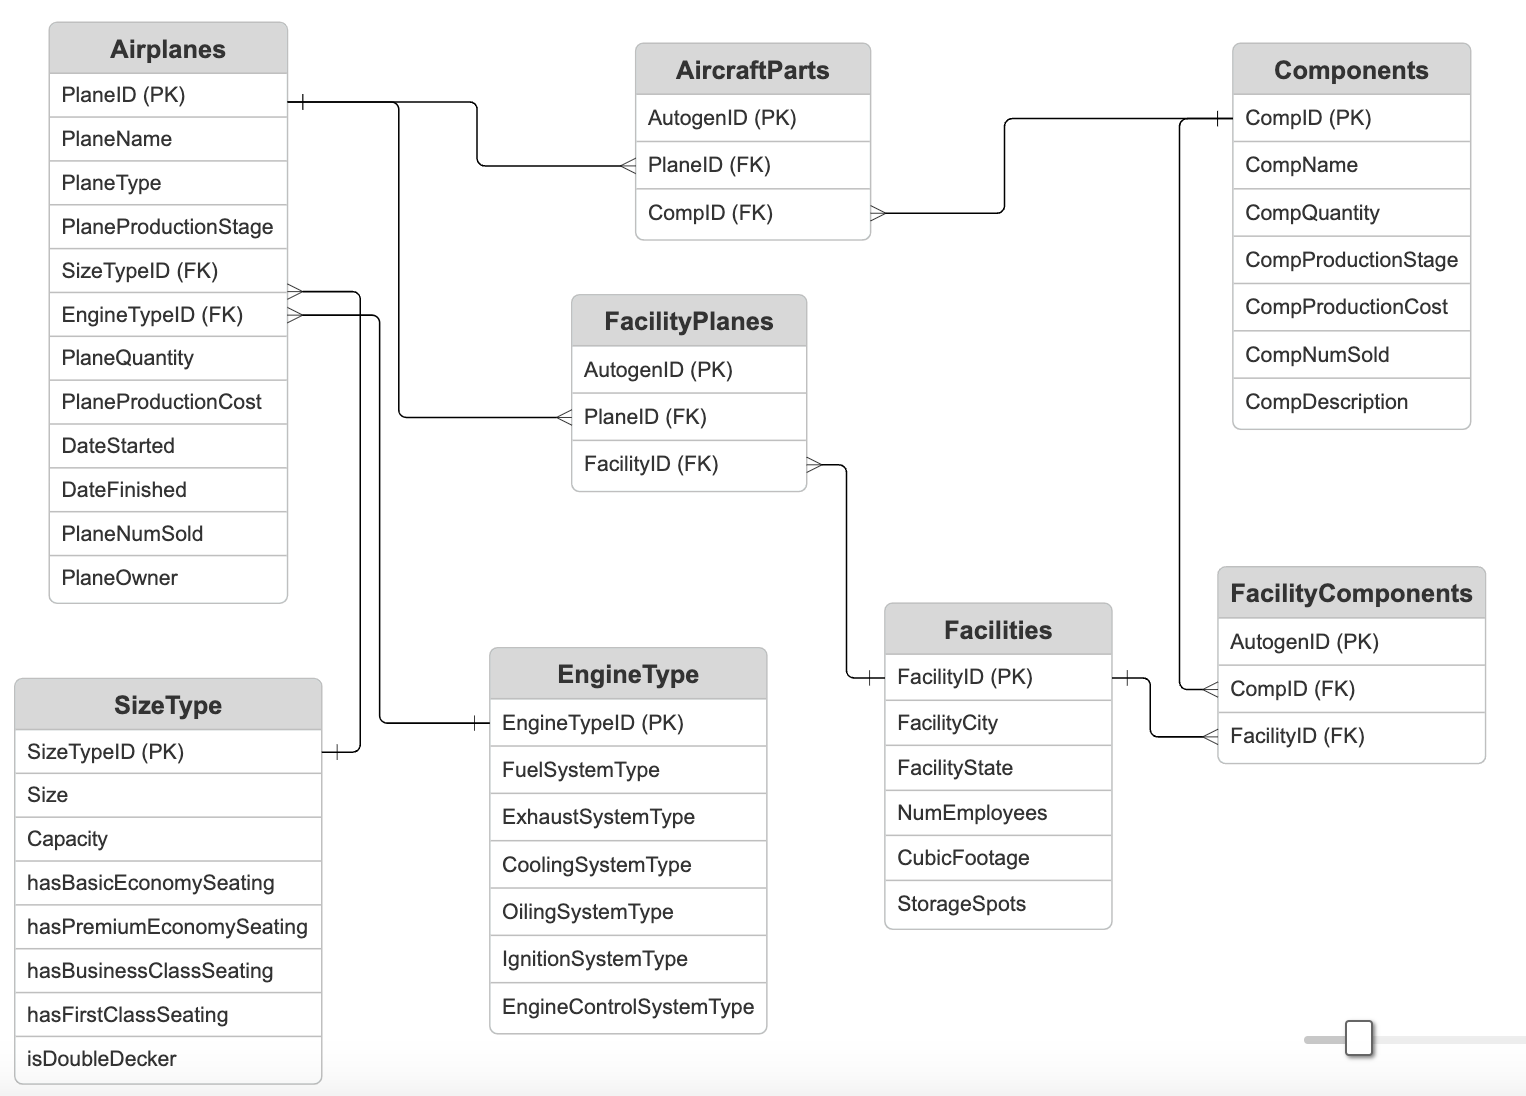 Airplanes
PlaneID (PK)
PlaneName
PlaneType
PlaneProductionStage
SizeTypeID (FK)
EngineTypeID (FK)
PlaneQuantity
PlaneProductionCost
DateStarted
DateFinished
PlaneNumSold
PlaneOwner
AircraftParts
AutogenID (PK)
PlaneID (FK)
CompID (FK)
Components
CompID (PK)
CompName
CompQuantity
CompProductionStage
CompProductionCost
CompNumSold
CompDescription
FacilityPlanes
AutogenID (PK)
PlaneID (FK)
FacilityID (FK)
SizeType
SizeTypeID (PK)
Size
Capacity
hasBasicEconomySeating
hasPremiumEconomySeating
hasBusinessClassSeating
hasFirstClassSeating
isDoubleDecker
EngineType
EngineTypeID (PK)
FuelSystemType
ExhaustSystemType
CoolingSystemType
OilingSystemType
IgnitionSystemType
EngineControlSystemType
Facilities
FacilityID (PK)
FacilityCity
FacilityState
NumEmployees
CubicFootage
StorageSpots
FacilityComponents
AutogenID (PK)
CompID (FK)
FacilityID (FK)